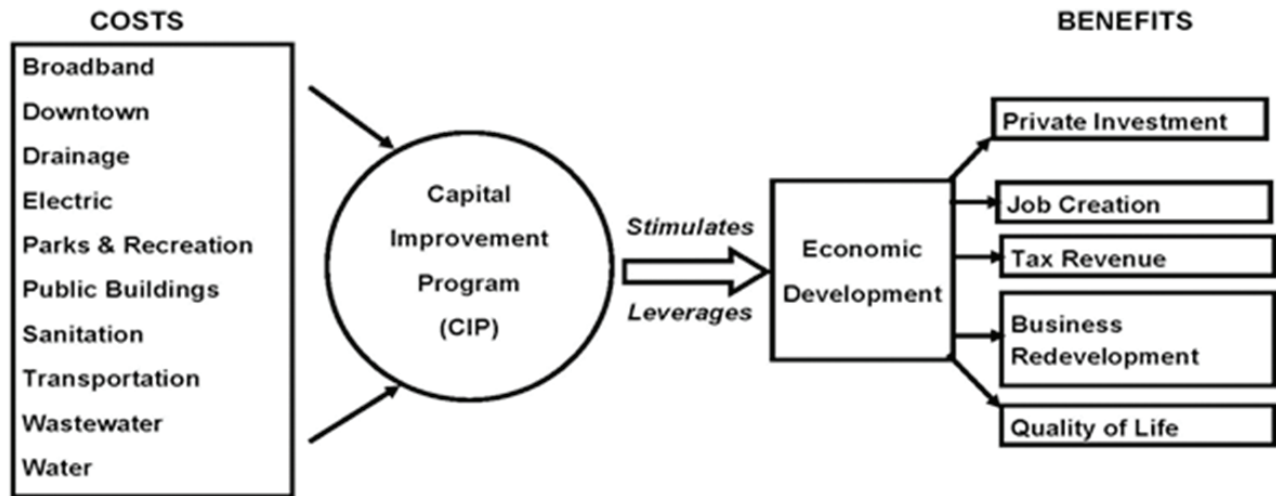 COSTS
Broadband
Downtown
Drainage
Electric
Parks & Recreation
Public Buildings
Sanitation
Transportation
Wastewater
Water
Capital
Improvement
Program
(CIP)
Stimulates
Leverages
Economic
Development
BENEFITS
Private Investment
Job Creation
Tax Revenue
Business
Redevelopment
Quality of Life